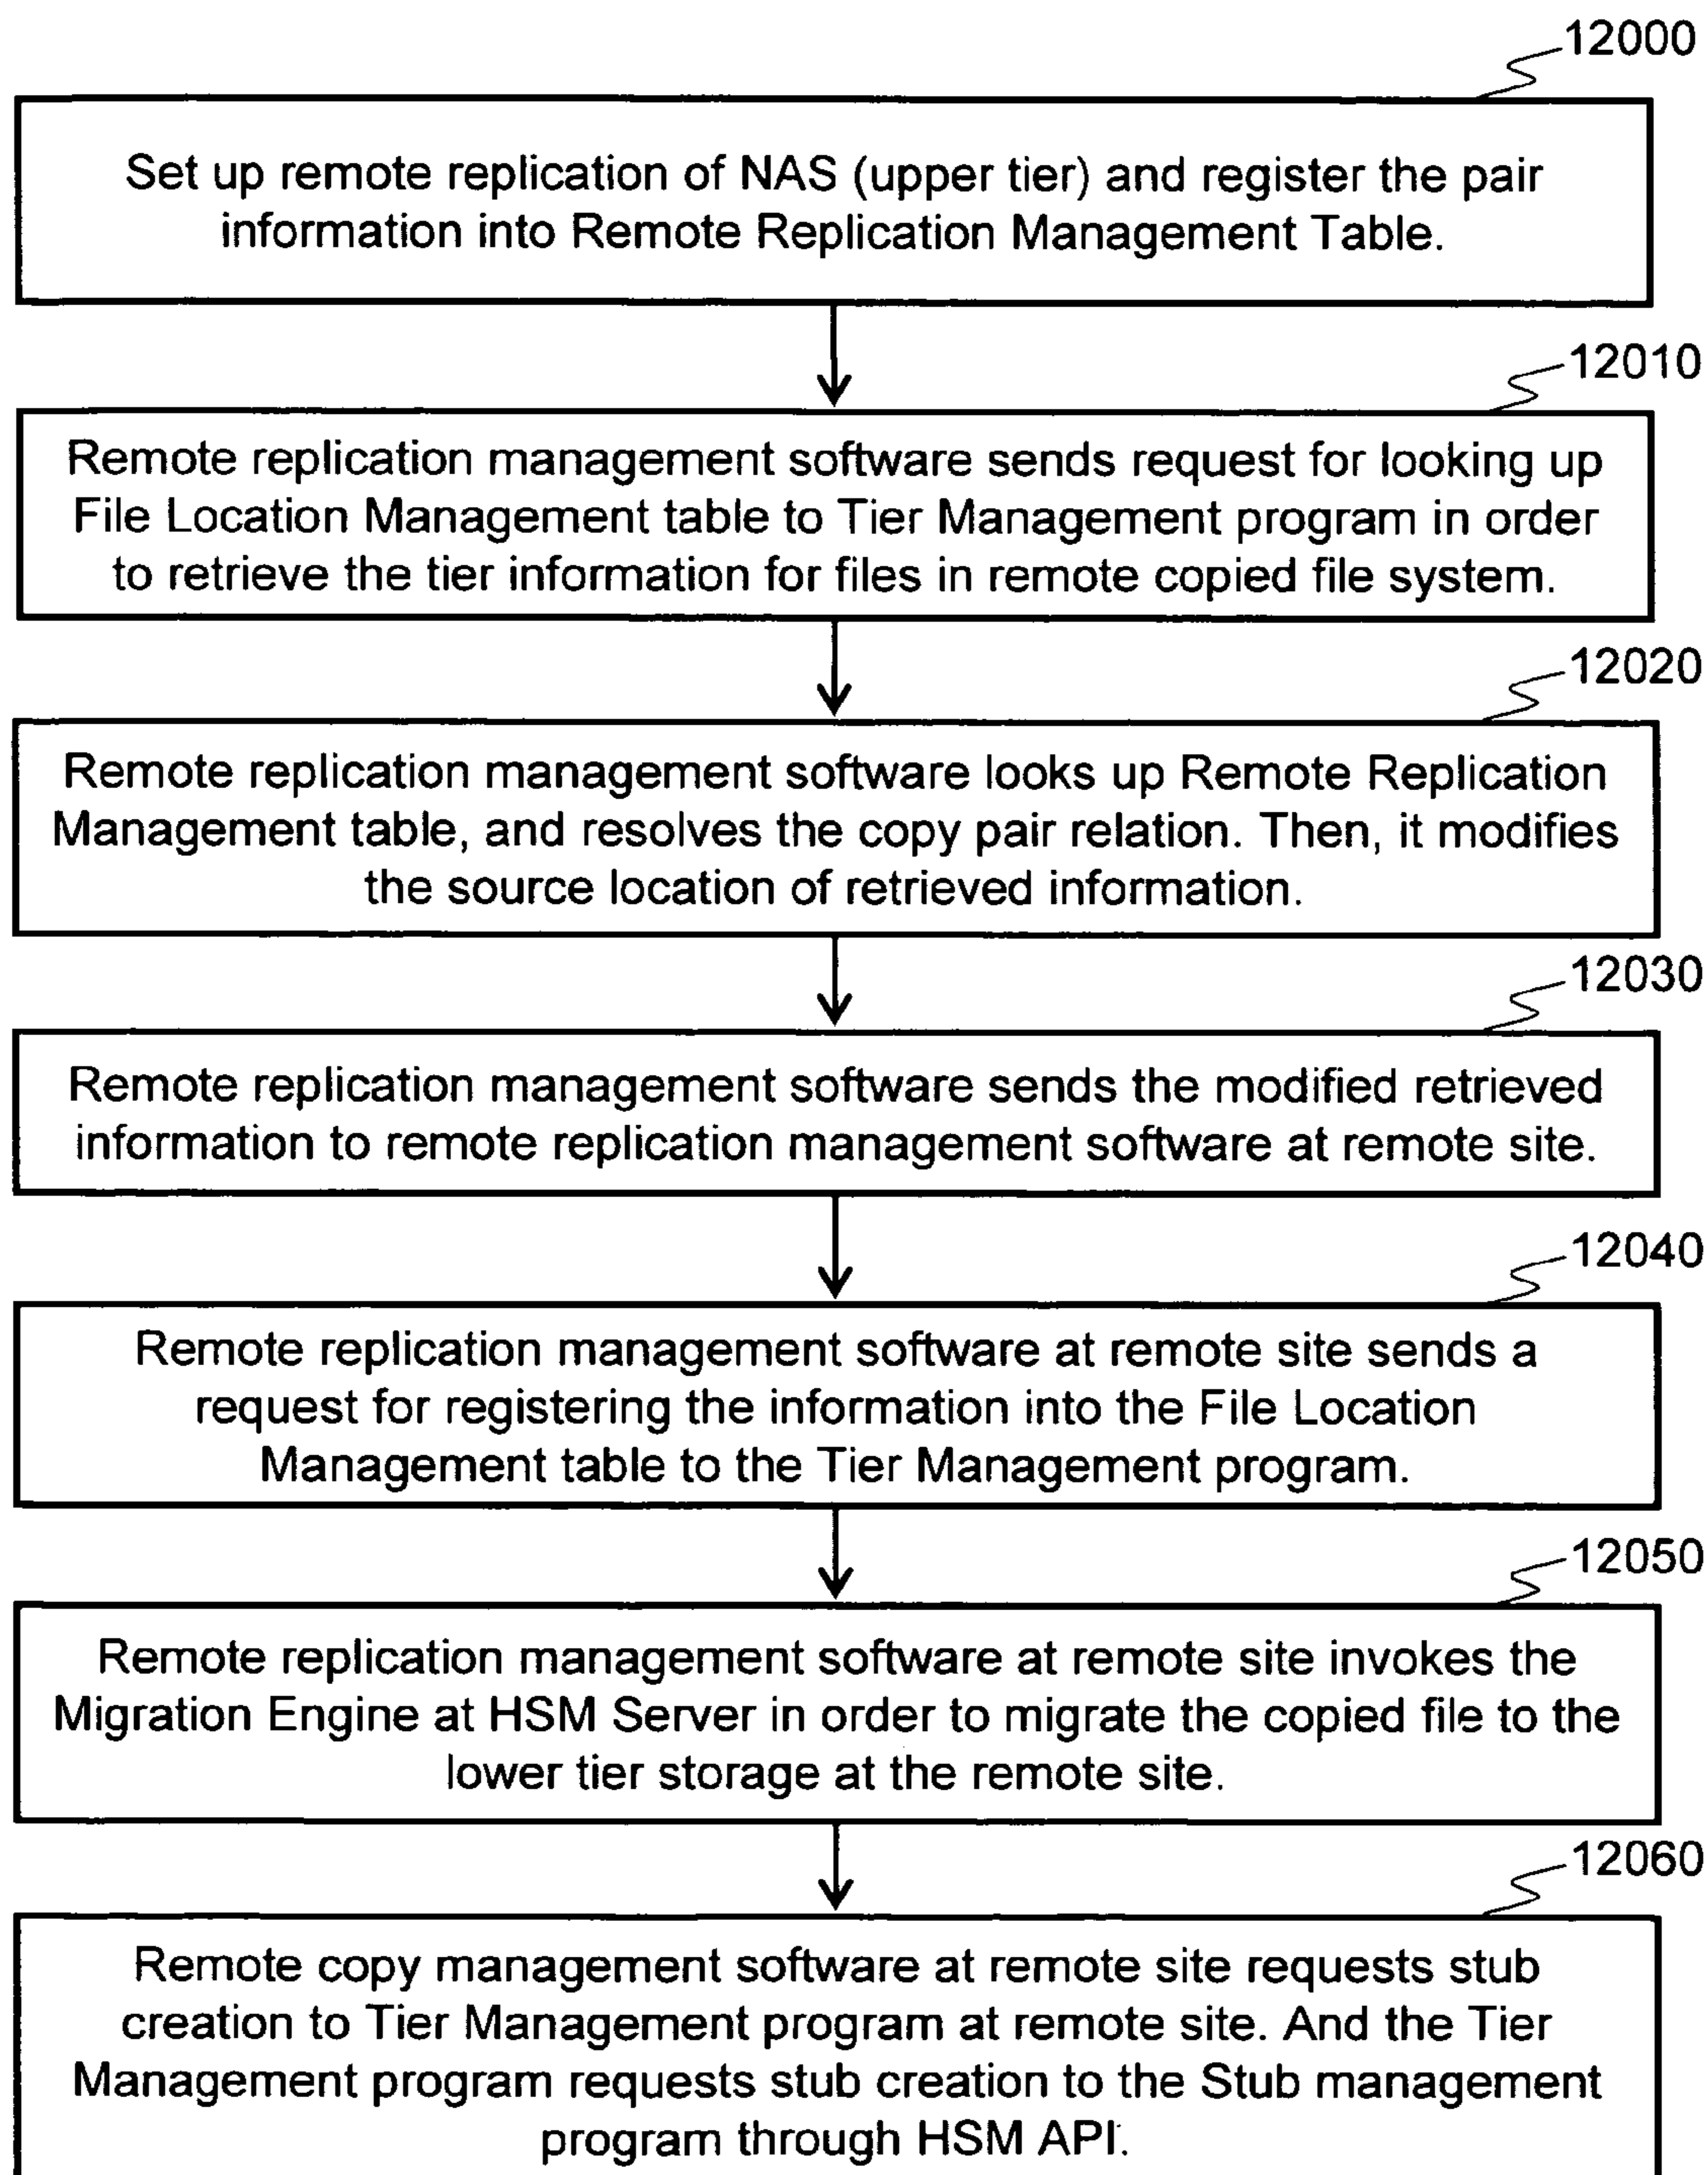 12000
Set up remote replication of NAS (upper tier) and register the pair
information into Remote Replication Management Table.
12010
Remote replication management software sends request for looking up
File Location Management table to Tier Management program in order
to retrieve the tier information for files in remote copied file system.
12020
Remote replication management software looks up Remote Replication
Management table, and resolves the copy pair relation. Then, it modifies
the source location of retrieved information.
12030
Remote replication management software sends the modified retrieved
information to remote replication management software at remote site.
12040
Remote replication management software at remote site sends a
request for registering the information into the File Location
Management table to the Tier Management program.
12050
Remote replication management software at remote site invokes the
Migration Engine at HSM Server in order to migrate the copied file to the
lower tier storage at the remote site.
12060
Remote copy management software at remote site requests stub
creation to Tier Management program at remote site. And the Tier
Management program requests stub creation to the Stub management
program through HSM API.